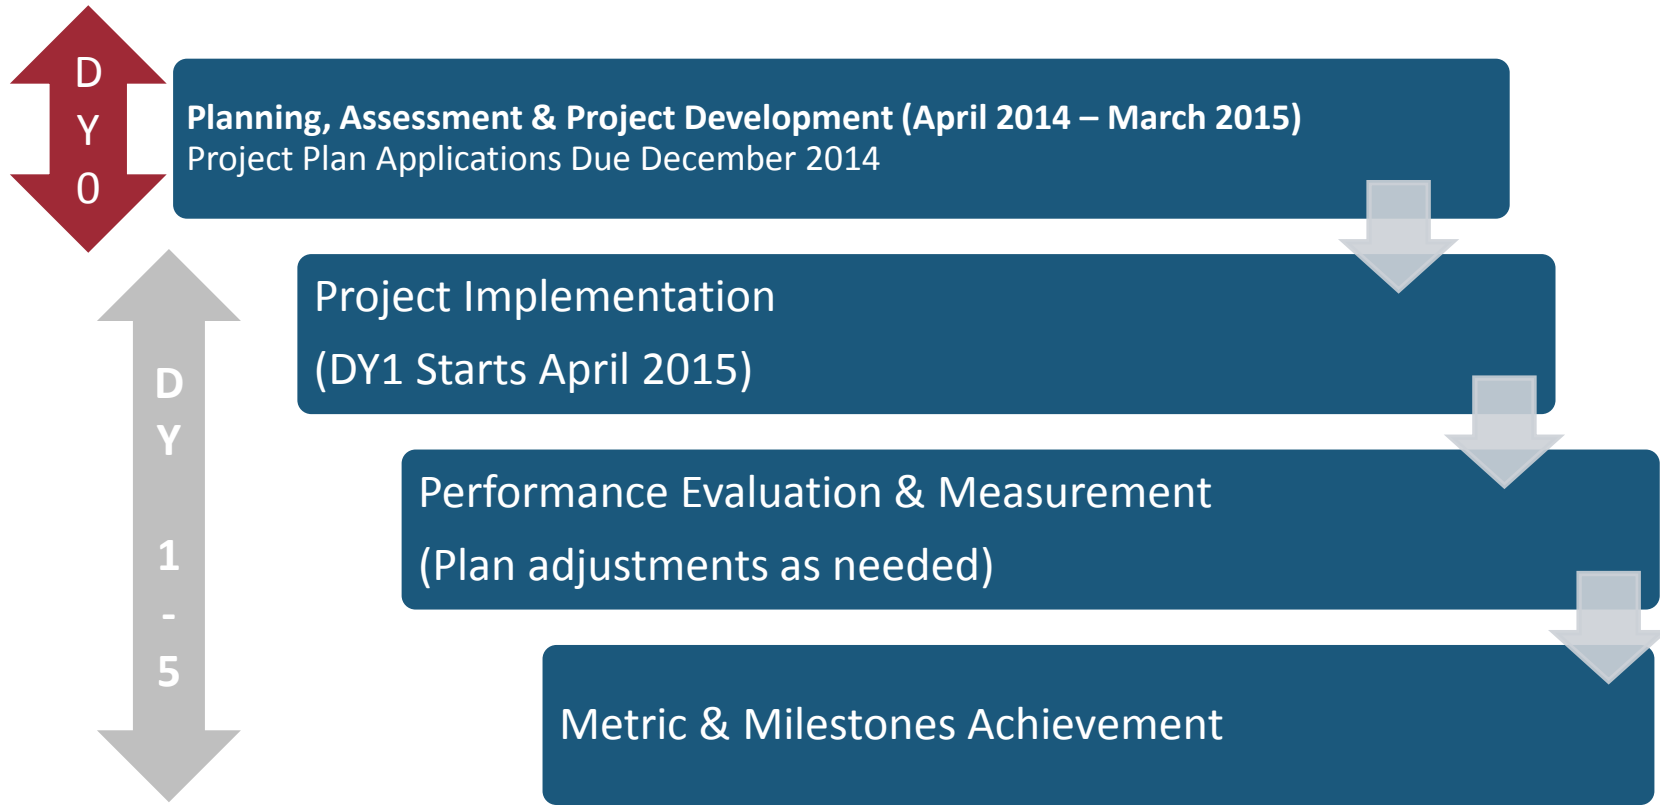 D
Y
0
Planning, Assessment & Project Development (April 2014 – March 2015)
Project Plan Applications Due December 2014
D
Y
1
-
5
Project Implementation
(DY1 Starts April 2015)
Performance Evaluation & Measurement
(Plan adjustments as needed)
Metric & Milestones Achievement